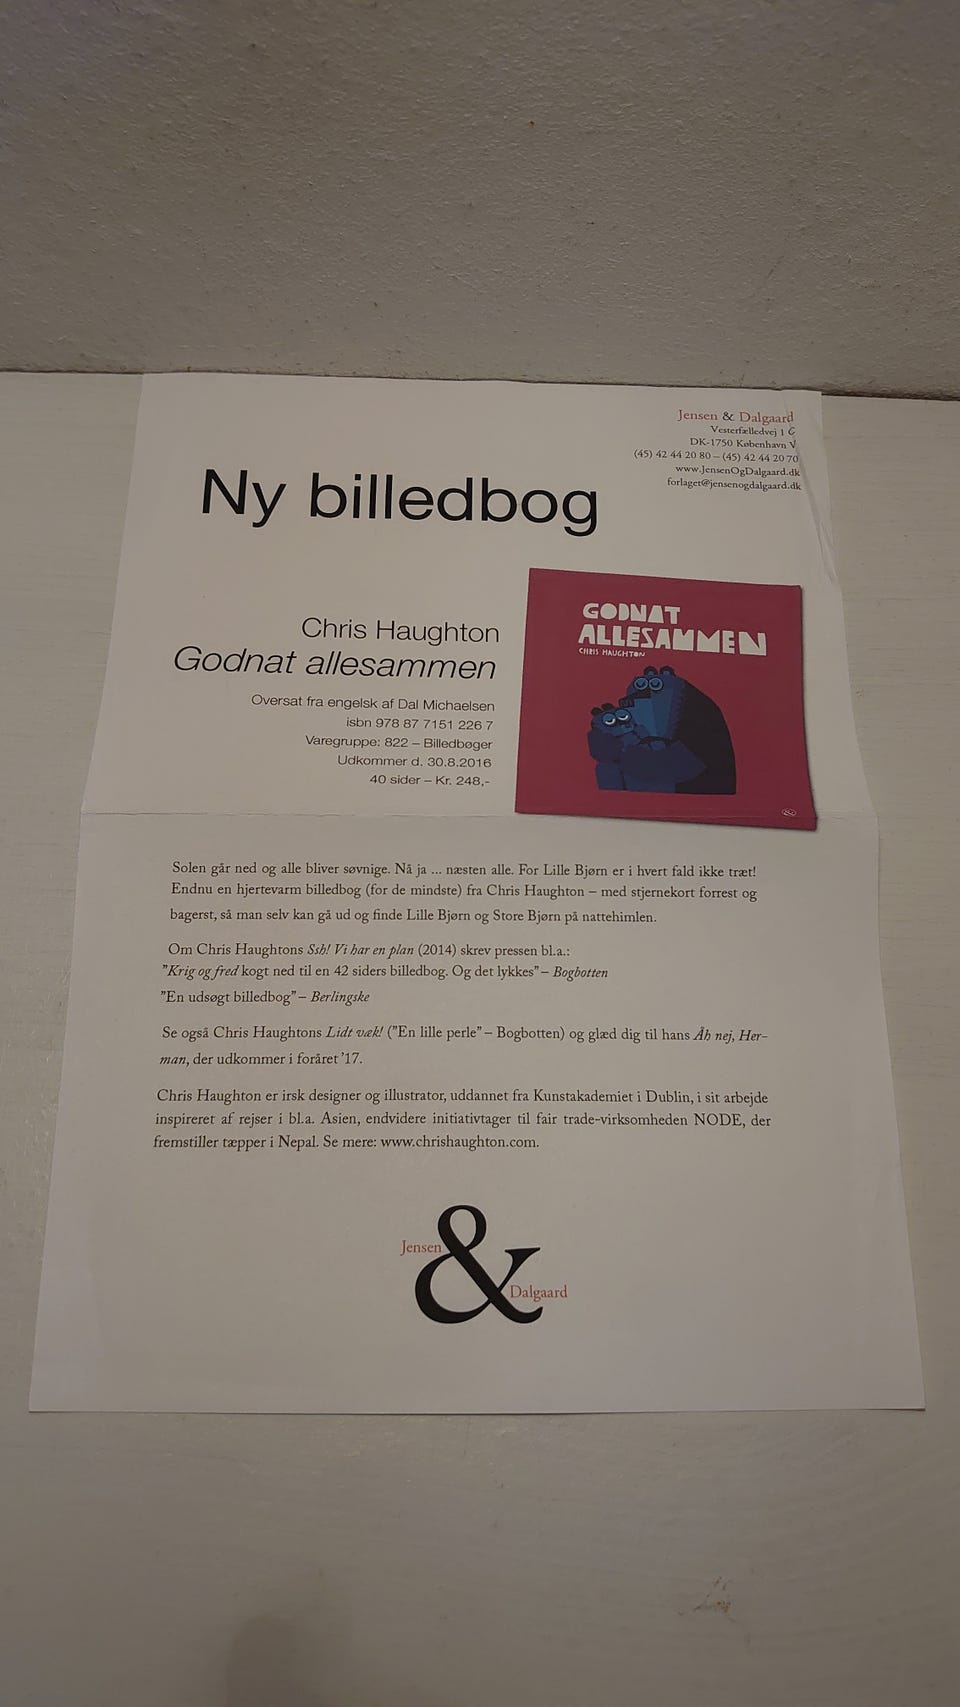 Jensen & Dalgaard
Vesterfælledvej 1 C
DK-1750 København V
(45) 42 44 20 80 – (45) 42 44 20 70
www.JensenOgDalgaard.dk
forlaget@jensenogdalgaard.dk
Ny billedbog
Chris Haughton
Godnat allesammen
Oversat fra engelsk af Dal Michaelsen
isbn 978 87 7151 226 7
Varegruppe: 822 – Billedbøger
Udkommer d. 30.8.2016
40 sider – Kr. 248,-
GODNAT
ALLESAMMEN
CHRIS HAUGHTON
Solen går ned og alle bliver søvnige. Nå ja ... næsten alle. For Lille Bjørn er i hvert fald ikke træt!
Endnu en hjertevarm billedbog (for de mindste) fra Chris Haughton – med stjernekort forrest og
bagerst, så man selv kan gå ud og finde Lille Bjørn og Store Bjørn på nattehimlen.
Om Chris Haughtons Ssh! Vi har en plan (2014) skrev pressen bl.a.:
”Krig og fred kogt ned til en 42 siders billedbog. Og det lykkes” – Bogbotten
”En udsøgt billedbog” – Berlingske
Se også Chris Haughtons Lidt væk! (”En lille perle” – Bogbotten) og glæd dig til hans Åh nej, Her-
man, der udkommer i foråret ’17.
Chris Haughton er irsk designer og illustrator, uddannet fra Kunstakademiet i Dublin, i sit arbejde
inspireret af rejser i bl.a. Asien, endvidere initiativtager til fair trade-virksomheden NODE, der
fremstiller tæpper i Nepal. Se mere: www.chrishaughton.com.
Jensen
&
Dalgaard